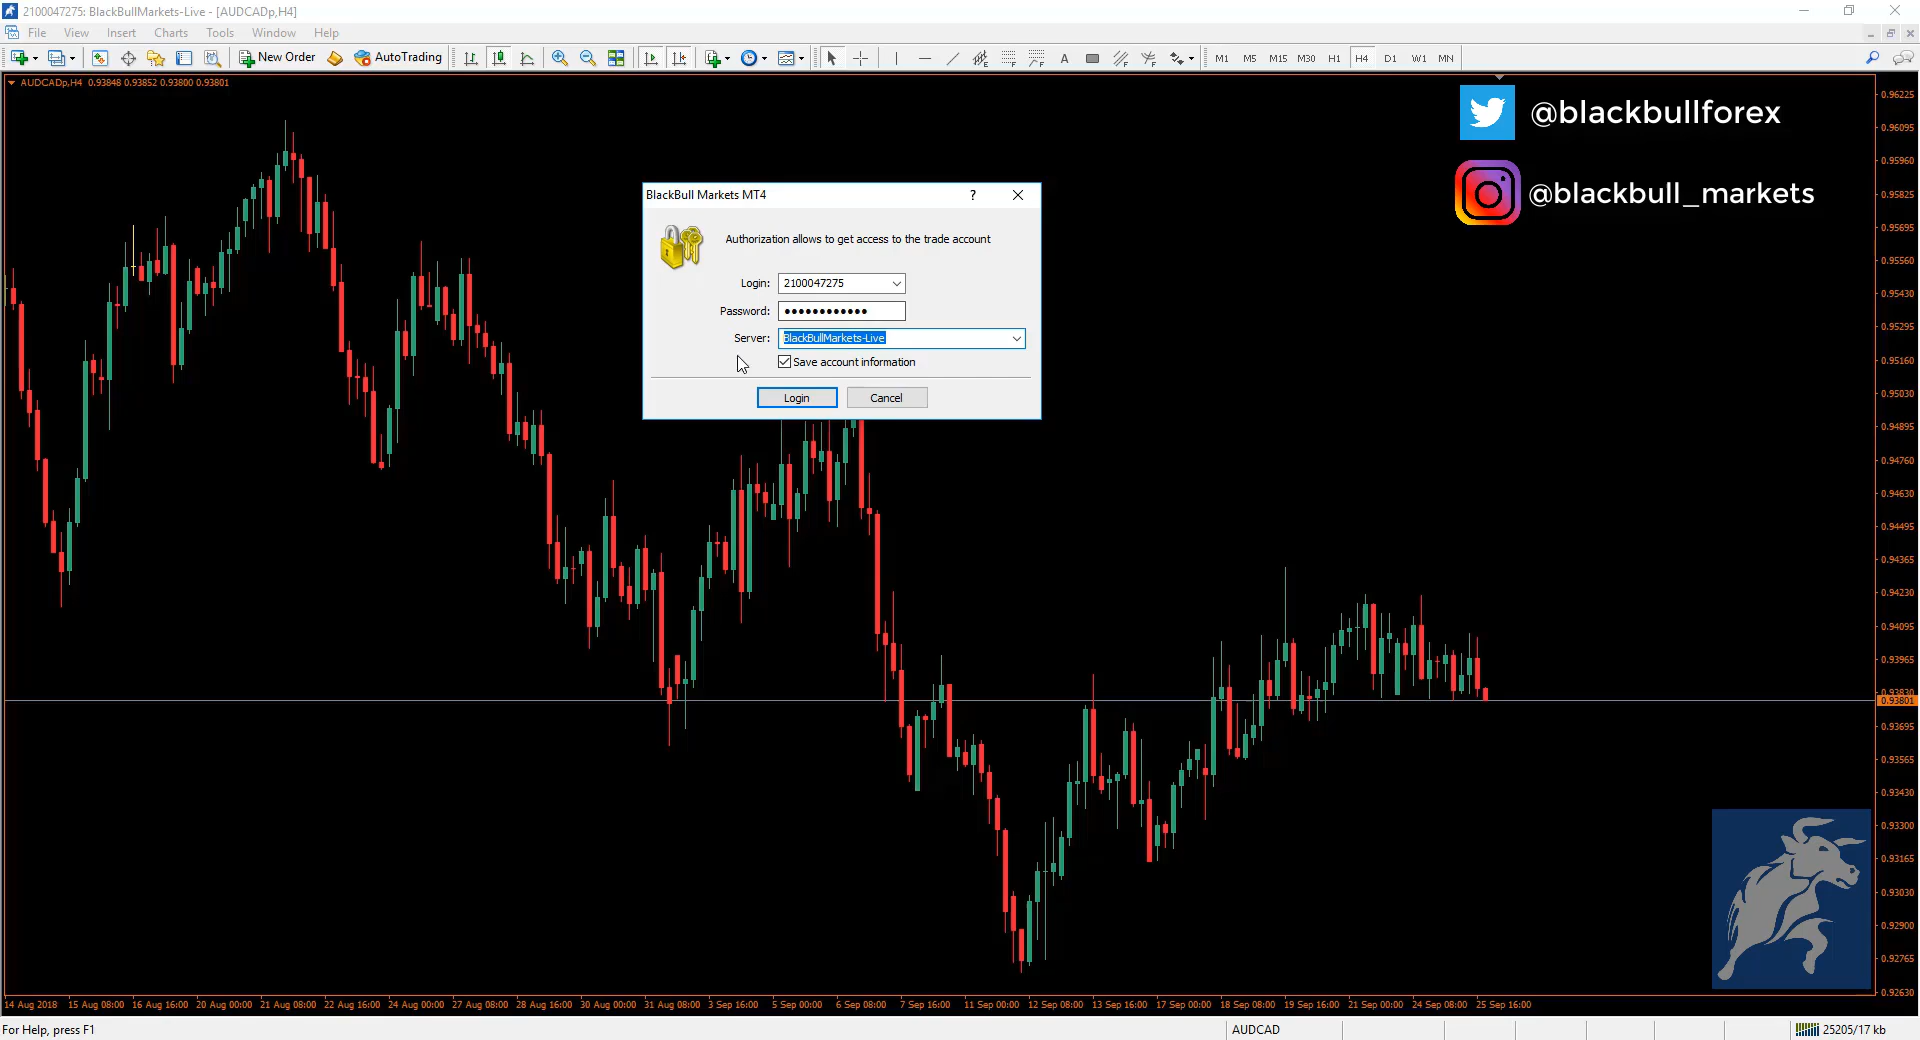 2100047275: BlackBullMarkets-Live - [AUDCADp,H4]
File View Insert Charts Tools Window Help
New Order AutoTrading A M1 M5 M15 M30 H1 H4 D1 W1 MN
AUDCADp,H4 0.93848 0.93852 0.93800 0.93801
@blackbullforex
@blackbull_markets
BlackBull Markets MT4 ?
Authorization allows to get access to the trade account
Login: 2100047275
Password: ●●●●●●●●●●●●
Server: BlackBullMarkets-Live
Save account information
Login Cancel
0.96225
0.96095
0.95960
0.95825
0.95695
0.95560
0.95430
0.95295
0.95160
0.95030
0.94895
0.94760
0.94630
0.94495
0.94365
0.94230
0.94095
0.93965
0.93830
0.93801
0.93695
0.93565
0.93430
0.93300
0.93165
0.93030
0.92900
0.92765
0.92630
14 Aug 2018 15 Aug 08:00 16 Aug 16:00 20 Aug 00:00 21 Aug 08:00 22 Aug 16:00 24 Aug 00:00 27 Aug 08:00 28 Aug 16:00 30 Aug 00:00 31 Aug 08:00 3 Sep 16:00 5 Sep 00:00 6 Sep 08:00 7 Sep 16:00 11 Sep 00:00 12 Sep 08:00 13 Sep 16:00 17 Sep 00:00 18 Sep 08:00 19 Sep 16:00 21 Sep 00:00 24 Sep 08:00 25 Sep 16:00
For Help, press F1 AUDCAD 25205/17 kb